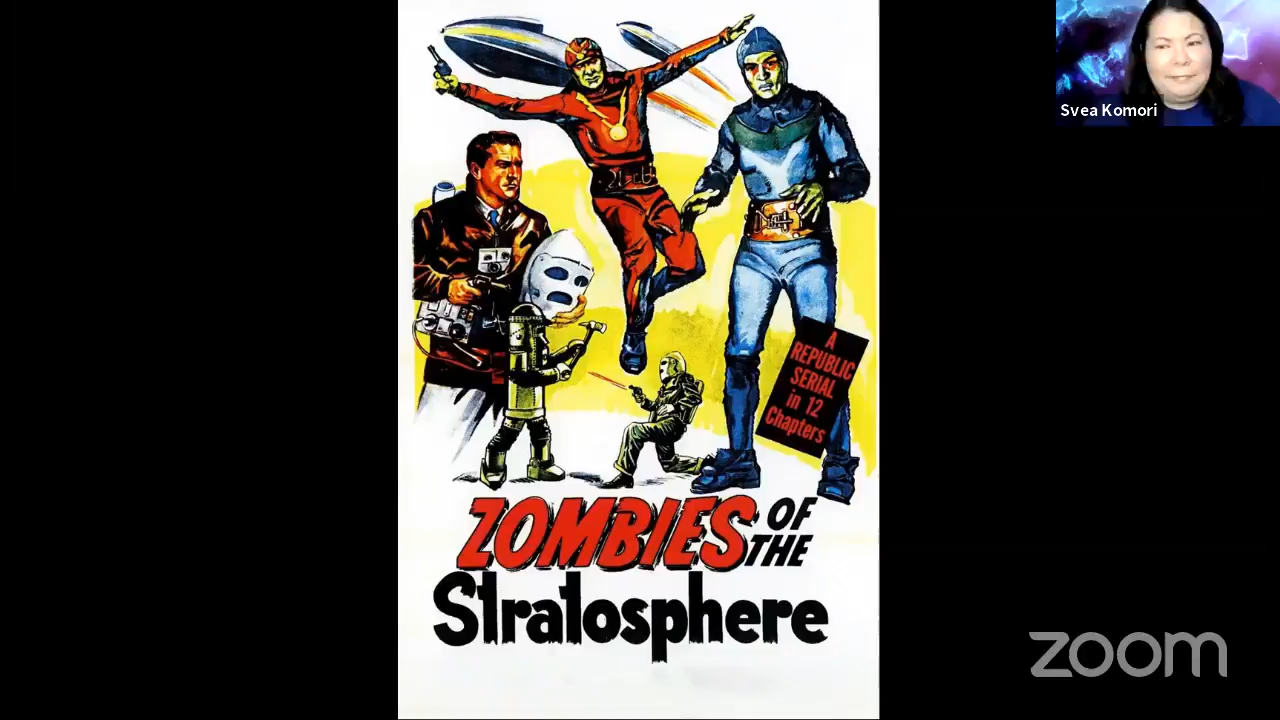 Svea Komori
A
REPUBLIC
SERIAL
in 12
Chapters
ZOMBIES OF
THE
Stratosphere
zoom